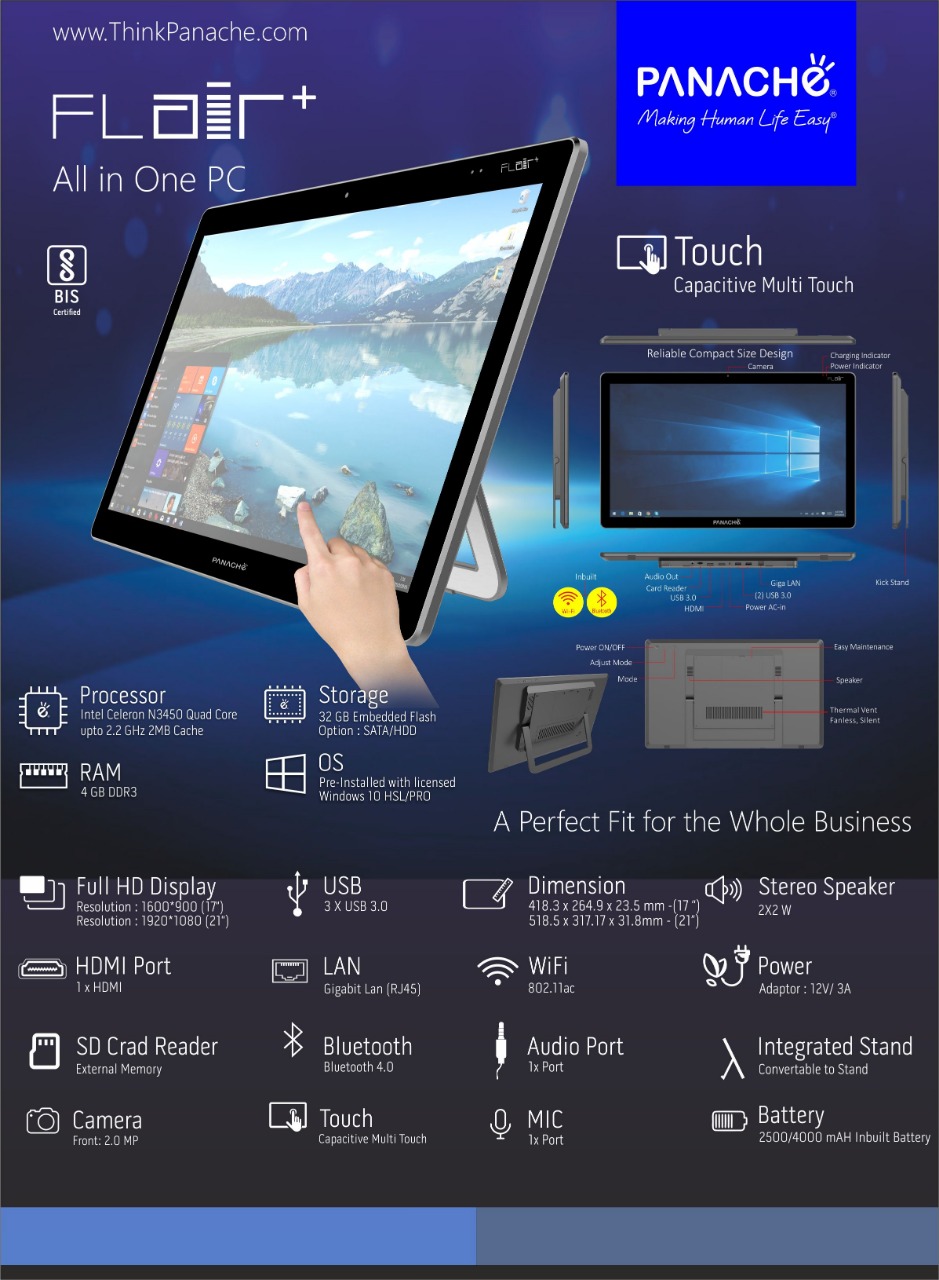 www.ThinkPanache.com
FLair+
All in One PC
PANACHE®
Making Human Life Easy®
BIS
Certified
FLair+
PANACHE
Touch
Capacitive Multi Touch
Reliable Compact Size Design
Camera
Charging Indicator
Power Indicator
FLair+
PANACHE
Inbuilt
Wi-Fi
Bluetooth
Audio Out
Card Reader
USB 3.0
HDMI
Giga LAN
(2) USB 3.0
Power AC-in
Kick Stand
Power ON/OFF
Adjust Mode
Mode
Easy Maintenance
Speaker
Thermal Vent
Fanless, Silent
Processor
Intel Celeron N3450 Quad Core
upto 2.2 GHz 2MB Cache
Storage
32 GB Embedded Flash
Option : SATA/HDD
RAM
4 GB DDR3
OS
Pre-Installed with licensed
Windows 10 HSL/PRO
A Perfect Fit for the Whole Business
Full HD Display
Resolution : 1600*900 (17")
Resolution : 1920*1080 (21")
USB
3 X USB 3.0
Dimension
418.3 x 264.9 x 23.5 mm -(17 ")
518.5 x 317.17 x 31.8mm - (21")
Stereo Speaker
2X2 W
HDMI Port
1 x HDMI
LAN
Gigabit Lan (RJ45)
WiFi
802.11ac
Power
Adaptor : 12V/ 3A
SD Crad Reader
External Memory
Bluetooth
Bluetooth 4.0
Audio Port
1x Port
Integrated Stand
Convertable to Stand
Camera
Front: 2.0 MP
Touch
Capacitive Multi Touch
MIC
1x Port
Battery
2500/4000 mAH Inbuilt Battery